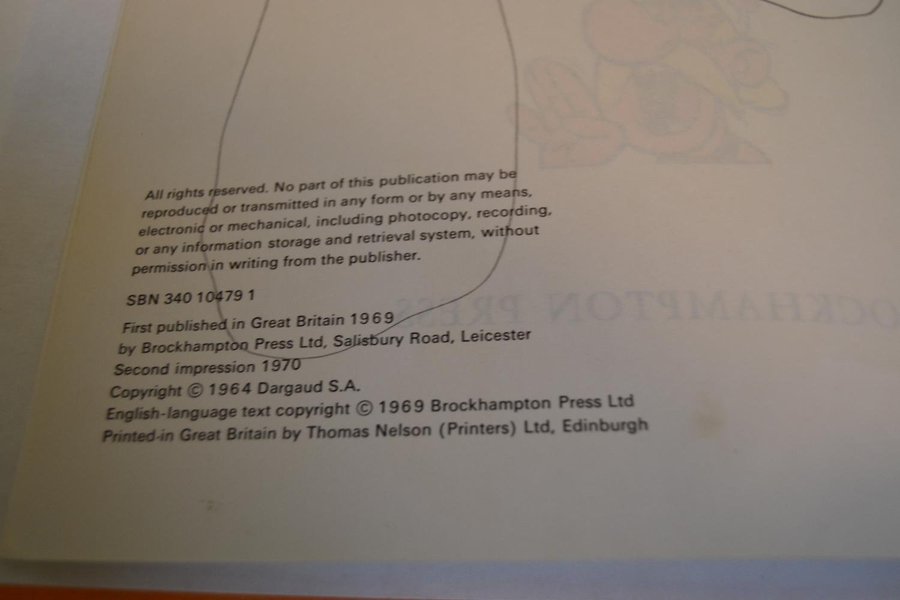 All rights reserved. No part of this publication may be
reproduced or transmitted in any form or by any means,
electronic or mechanical, including photocopy, recording,
or any information storage and retrieval system, without
permission in writing from the publisher.
SBN 340 10479 1
First published in Great Britain 1969
by Brockhampton Press Ltd, Salisbury Road, Leicester
Second impression 1970
Copyright © 1964 Dargaud S.A.
English-language text copyright © 1969 Brockhampton Press Ltd
Printed in Great Britain by Thomas Nelson (Printers) Ltd, Edinburgh
OCKHAMPTON PRESS